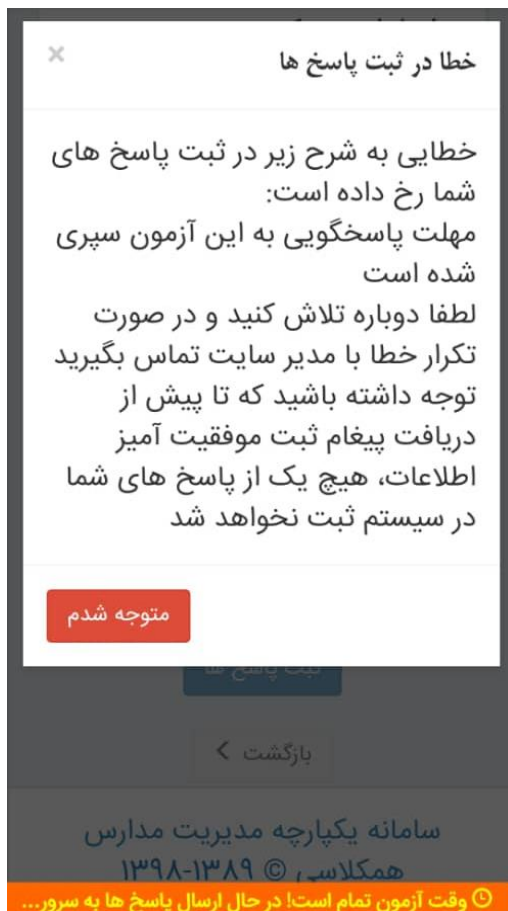 خطا در ثبت پاسخ ها
×
خطایی به شرح زیر در ثبت پاسخ های
شما رخ داده است:
مهلت پاسخگویی به این آزمون سپری
شده است
لطفا دوباره تلاش کنید و در صورت
تکرار خطا با مدیر سایت تماس بگیرید
توجه داشته باشید که تا پیش از
دریافت پیغام ثبت موفقیت آمیز
اطلاعات، هیچ یک از پاسخ های شما
در سیستم ثبت نخواهد شد
متوجه شدم
ثبت پاسخ ها
بازگشت
سامانه یکپارچه مدیریت مدارس
همکلاسی © ۱۳۸۹-۱۳۹۸
وقت آزمون تمام است! در حال ارسال پاسخ ها به سرور...